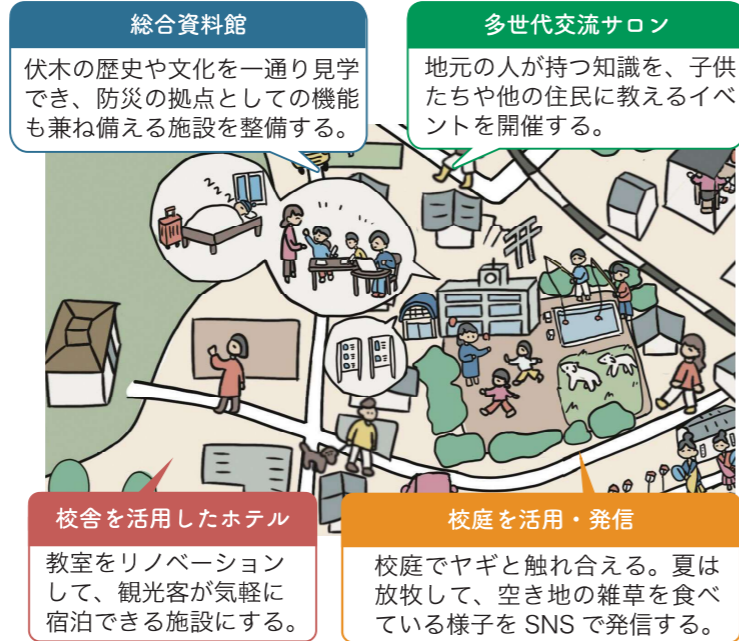 総合資料館
伏木の歴史や文化を一通り見学
でき、防災の拠点としての機能
も兼ね備える施設を整備する。
多世代交流サロン
地元の人が持つ知識を、子供
たちや他の住民に教えるイベ
ントを開催する。
校舎を活用したホテル
教室をリノベーション
して、観光客が気軽に
宿泊できる施設にする。
校庭を活用・発信
校庭でヤギと触れ合える。夏は
放牧して、空き地の雑草を食べ
ている様子を SNS で発信する。